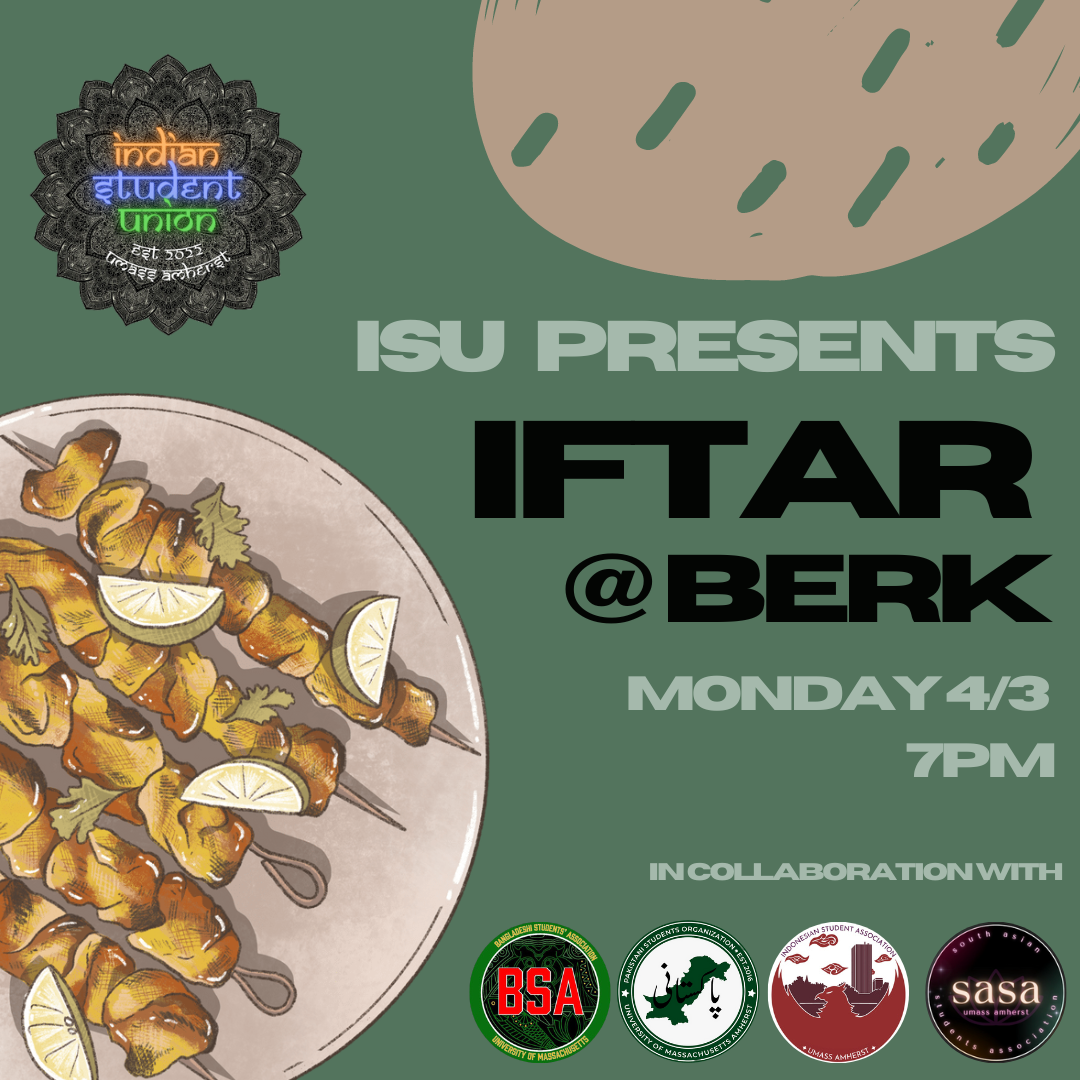 indian
student
union
est 2022
umass amherst
ISU PRESENTS
IFTAR
@BERK
MONDAY 4/3
7PM
IN COLLABORATION WITH
BANGLADESHI STUDENTS' ASSOCIATION
BSA
UNIVERSITY OF MASSACHUSETTS
PAKISTANI STUDENTS ORGANIZATION • EST.2016
پاکستانی
UNIVERSITY OF MASSACHUSETTS AMHERST
INDONESIAN STUDENT ASSOCIATION
• UMASS AMHERST •
south asian
sasa
umass amherst
students association